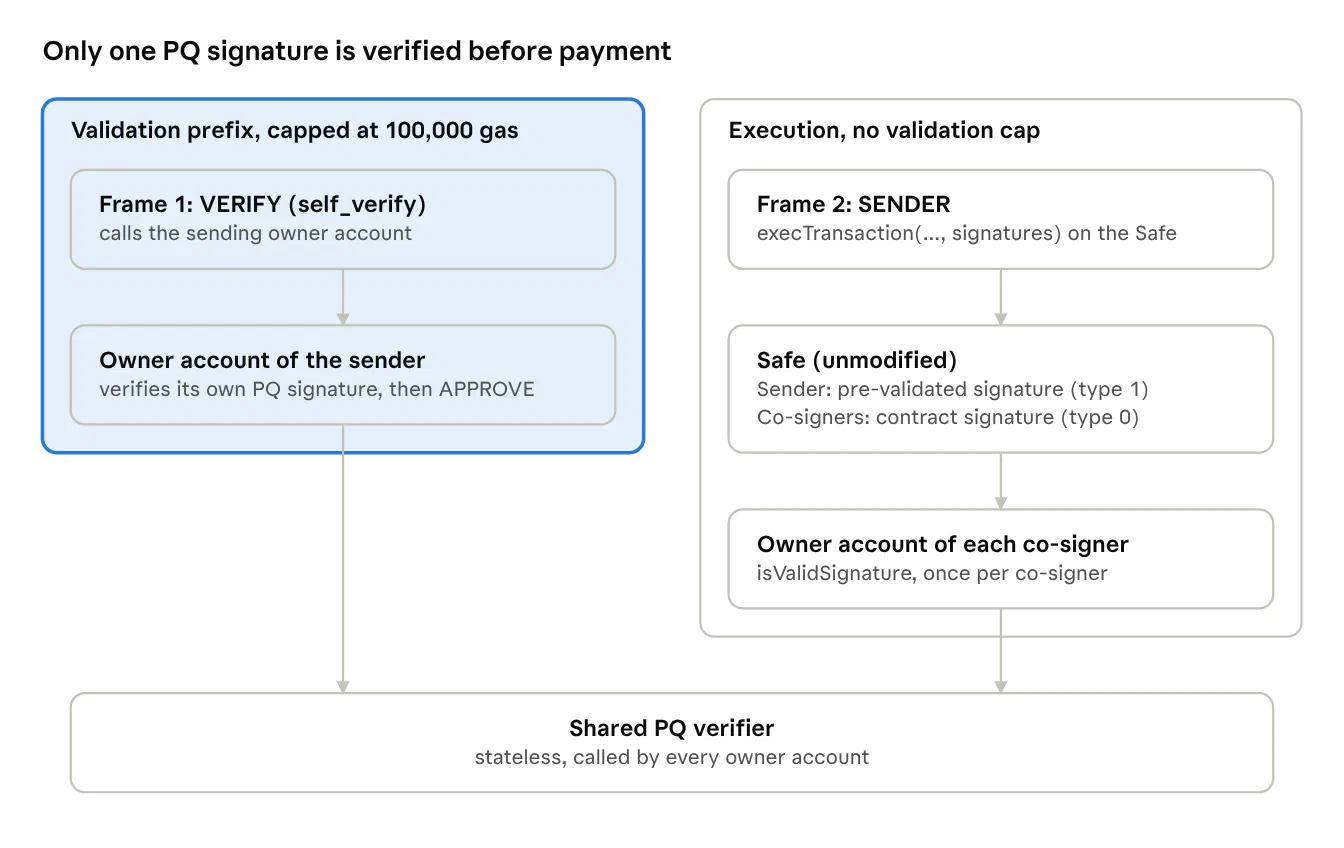 Only one PQ signature is verified before payment
Validation prefix, capped at 100,000 gas
Frame 1: VERIFY (self_verify)
calls the sending owner account
Owner account of the sender
verifies its own PQ signature, then APPROVE
Execution, no validation cap
Frame 2: SENDER
execTransaction(..., signatures) on the Safe
Safe (unmodified)
Sender: pre-validated signature (type 1)
Co-signers: contract signature (type 0)
Owner account of each co-signer
isValidSignature, once per co-signer
Shared PQ verifier
stateless, called by every owner account